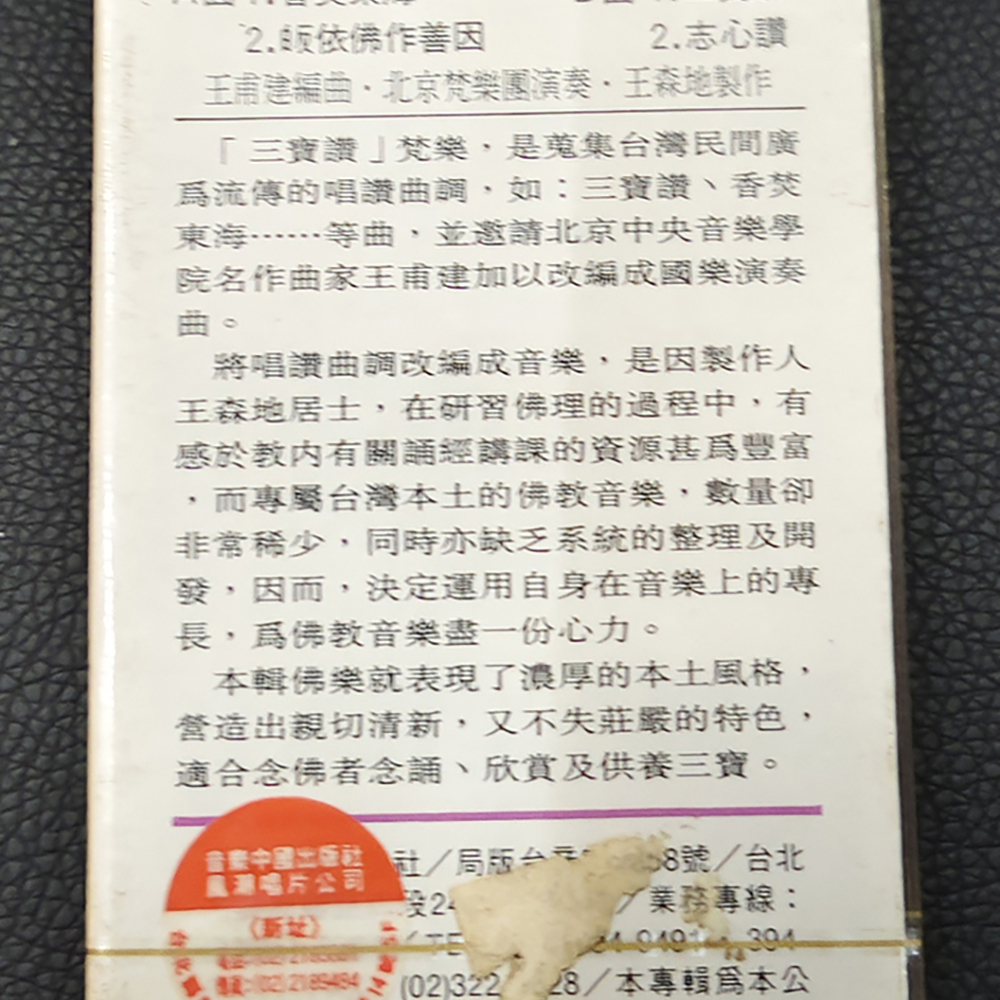 2.皈依佛作善因 2.志心讚
王甫建編曲・北京梵樂團演奏・王森地製作
「三寶讚」梵樂，是蒐集台灣民間廣
爲流傳的唱讚曲調，如：三寶讚、香焚
東海⋯⋯等曲，並邀請北京中央音樂學
院名作曲家王甫建加以改編成國樂演奏
曲。
將唱讚曲調改編成音樂，是因製作人
王森地居士，在研習佛理的過程中，有
感於教内有關誦經講課的資源甚爲豐富
，而專屬台灣本土的佛教音樂，數量卻
非常稀少，同時亦缺乏系統的整理及開
發，因而，決定運用自身在音樂上的專
長，爲佛教音樂盡一份心力。
本輯佛樂就表現了濃厚的本土風格，
營造出親切清新，又不失莊嚴的特色，
適合念佛者念誦、欣賞及供養三寶。
音樂中國出版社
風潮唱片公司
（新址）
社／局版台 8號／台北
段2 ／業務專線：
(02)322 28／本專輯爲本公